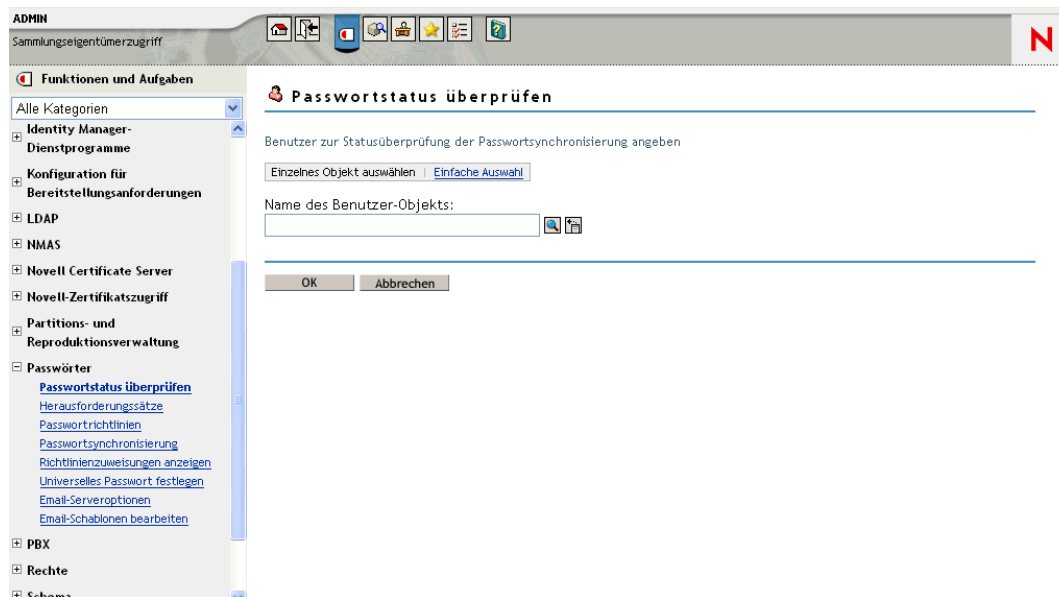 ADMIN
Sammlungseigentümerzugriff
N
Funktionen und Aufgaben
Alle Kategorien
Identity Manager-
Dienstprogramme
Konfiguration für
Bereitstellungsanforderungen
LDAP
NMAS
Novell Certificate Server
Novell-Zertifikatszugriff
Partitions- und
Reproduktionsverwaltung
Passwörter
Passwortstatus überprüfen
Herausforderungssätze
Passwortrichtlinien
Passwortsynchronisierung
Richtlinienzuweisungen anzeigen
Universelles Passwort festlegen
Email-Serveroptionen
Email-Schablonen bearbeiten
PBX
Rechte
Schema
Passwortstatus überprüfen
Benutzer zur Statusüberprüfung der Passwortsynchronisierung angeben
Einzelnes Objekt auswählen | Einfache Auswahl
Name des Benutzer-Objekts:
OK Abbrechen